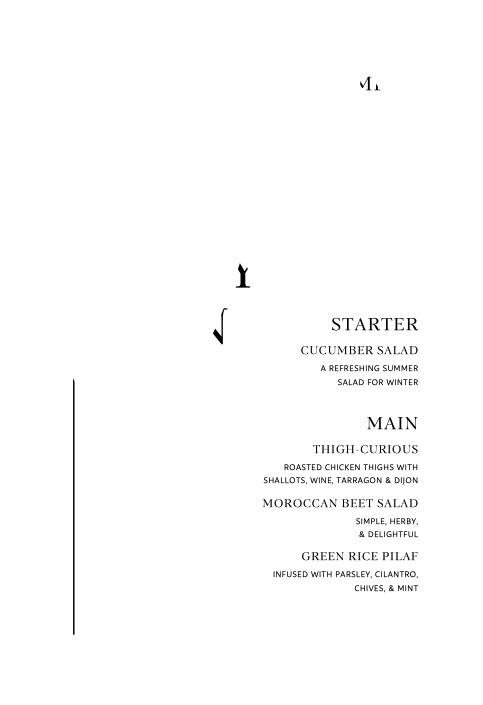 STARTER
CUCUMBER SALAD
A REFRESHING SUMMER
SALAD FOR WINTER
MAIN
THIGH-CURIOUS
ROASTED CHICKEN THIGHS WITH
SHALLOTS, WINE, TARRAGON & DIJON
MOROCCAN BEET SALAD
SIMPLE, HERBY,
& DELIGHTFUL
GREEN RICE PILAF
INFUSED WITH PARSLEY, CILANTRO,
CHIVES, & MINT